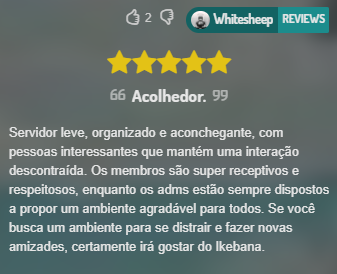 2
Whitesheep REVIEWS
66 Acolhedor. 99
Servidor leve, organizado e aconchegante, com
pessoas interessantes que mantém uma interação
descontraída. Os membros são super receptivos e
respeitosos, enquanto os adms estão sempre dispostos
a propor um ambiente agradável para todos. Se você
busca um ambiente para se distrair e fazer novas
amizades, certamente irá gostar do Ikebana.